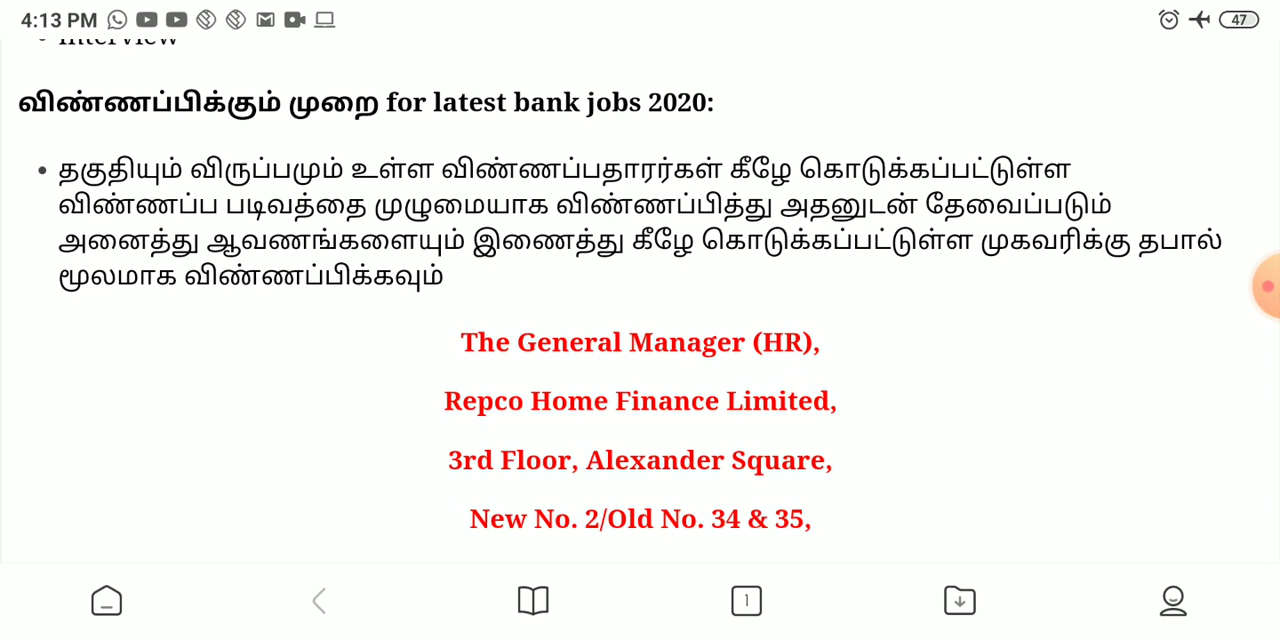 4:13 PM
47
Interview
விண்ணப்பிக்கும் முறை for latest bank jobs 2020:
தகுதியும் விருப்பமும் உள்ள விண்ணப்பதாரர்கள் கீழே கொடுக்கப்பட்டுள்ள
விண்ணப்ப படிவத்தை முழுமையாக விண்ணப்பித்து அதனுடன் தேவைப்படும்
அனைத்து ஆவணங்களையும் இணைத்து கீழே கொடுக்கப்பட்டுள்ள முகவரிக்கு தபால்
மூலமாக விண்ணப்பிக்கவும்
The General Manager (HR),
Repco Home Finance Limited,
3rd Floor, Alexander Square,
New No. 2/Old No. 34 & 35,
1